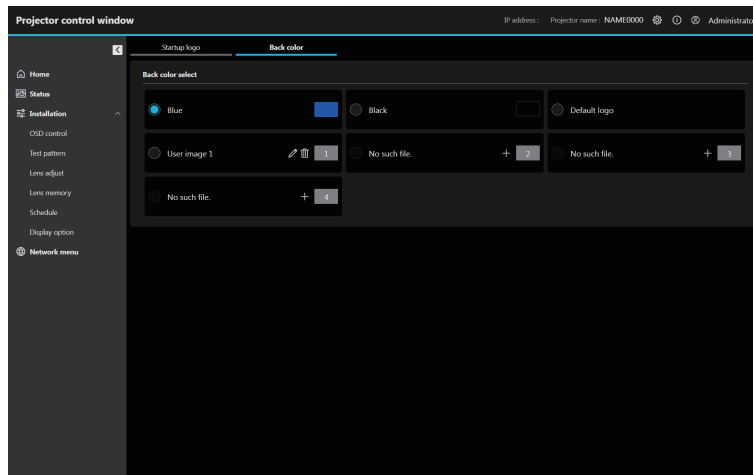 Projector control window
IP address : Projector name : NAME0000 Administrato
Startup logo Back color
Home
Status
Installation
OSD control
Test pattern
Lens adjust
Lens memory
Schedule
Display option
Network menu
Back color select
Blue Black Default logo
User image 1 1 No such file. + 2 No such file. + 3
No such file. + 4